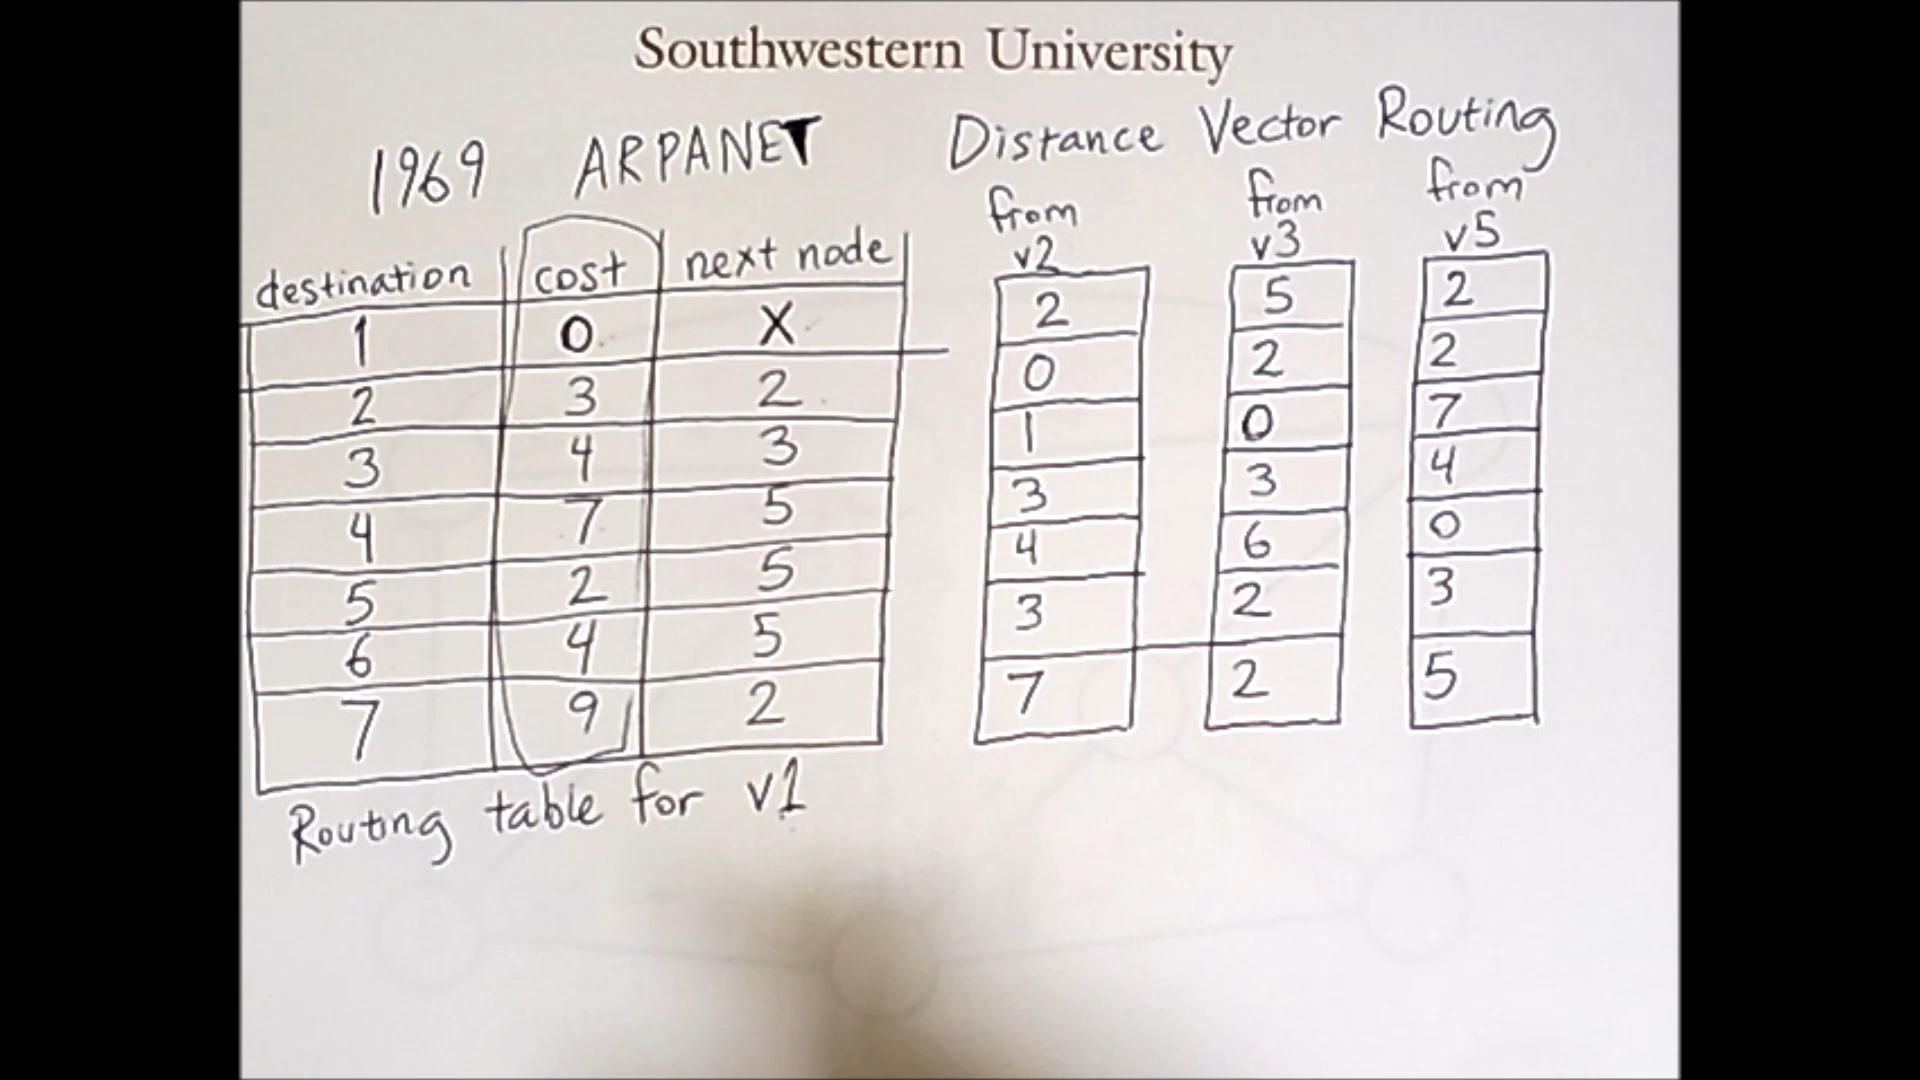 Southwestern University
1969 ARPANET
Distance Vector Routing
destination cost next node
1 0 X
2 3 2
3 4 3
4 7 5
5 2 5
6 4 5
7 9 2
Routing table for v1
from v2
2
0
1
3
4
3
7
from v3
5
2
0
3
6
2
2
from v5
2
2
7
4
0
3
5